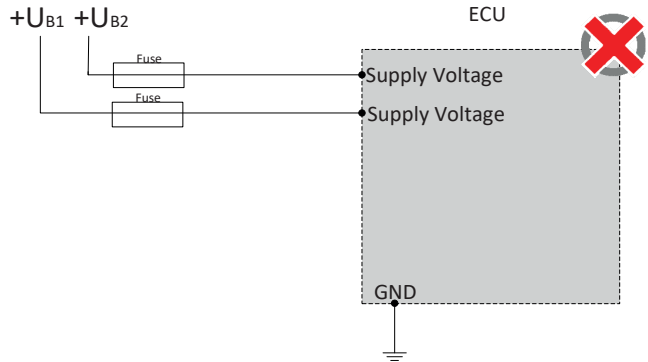 +UB1 +UB2
ECU
Fuse
Supply Voltage
Fuse
Supply Voltage
GND